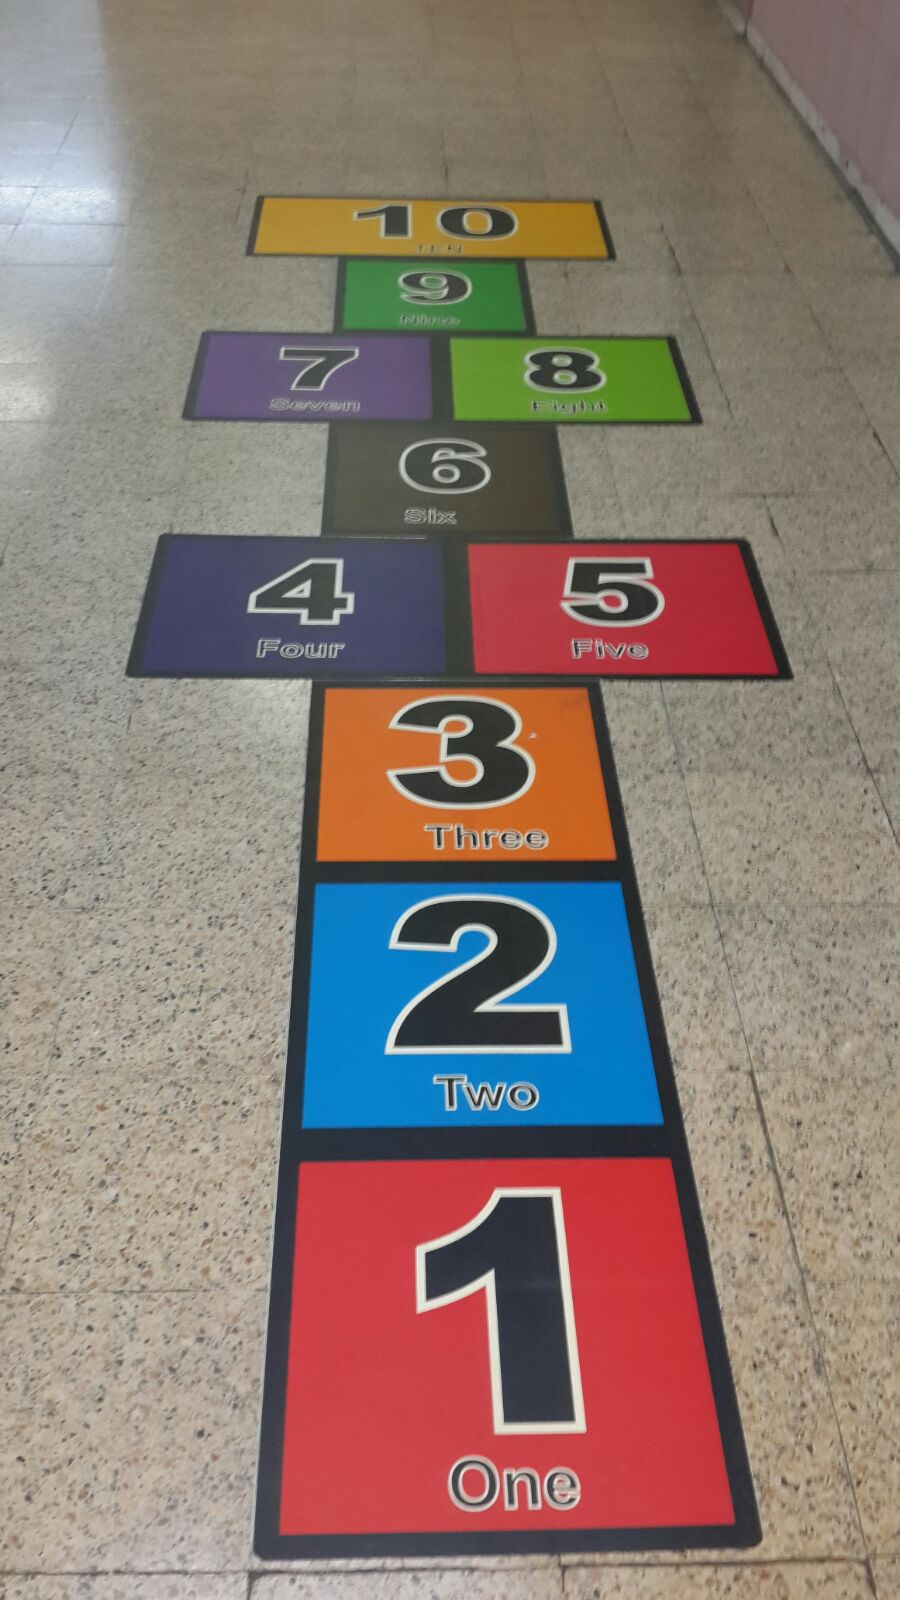 10
TEN
9
Nine
7 8
Seven Eight
6
Six
4 5
Four Five
3
Three
2
Two
1
One